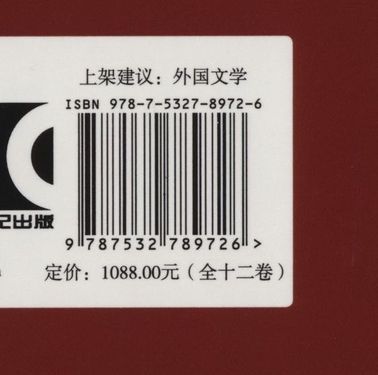 上架建议：外国文学
ISBN 978-7-5327-8972-6
出版
9 787532 789726 >
定价：1088.00元（全十二卷）